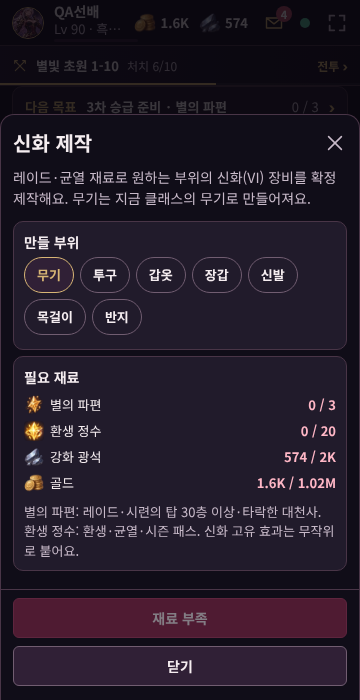 QA선배
Lv 90 · 흑…
1.6K
574
4
별빛 초원 1-10 처치 6/10
전투 ›
다음 목표 3차 승급 준비 · 별의 파편 0 / 3 ›
신화 제작
레이드·균열 재료로 원하는 부위의 신화(VI) 장비를 확정
제작해요. 무기는 지금 클래스의 무기로 만들어져요.
만들 부위
무기 투구 갑옷 장갑 신발
목걸이 반지
필요 재료
별의 파편 0 / 3
환생 정수 0 / 20
강화 광석 574 / 2K
골드 1.6K / 1.02M
별의 파편: 레이드·시련의 탑 30층 이상·타락한 대천사.
환생 정수: 환생·균열·시즌 패스. 신화 고유 효과는 무작위
로 붙어요.
재료 부족
닫기